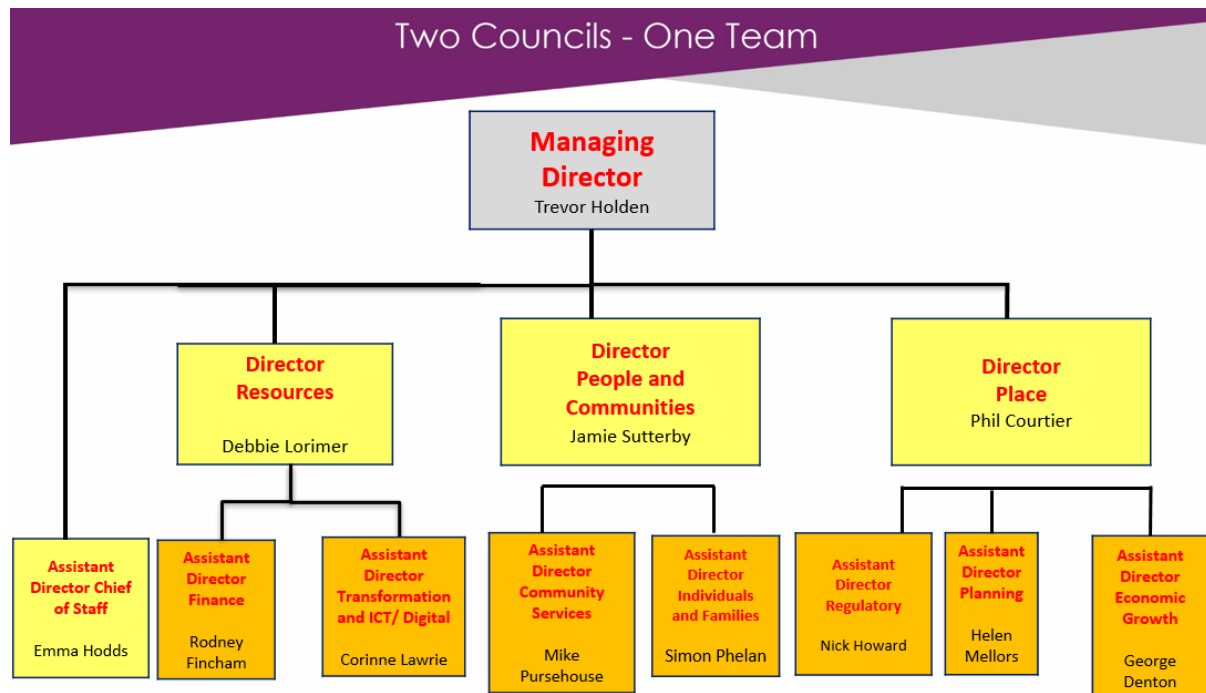 Two Councils - One Team
Managing
Director
Trevor Holden
Director
Resources
Debbie Lorimer
Director
People and
Communities
Jamie Sutterby
Director
Place
Phil Courtier
Assistant
Director Chief
of Staff
Emma Hodds
Assistant
Director
Finance
Rodney
Fincham
Assistant
Director
Transformation
and ICT/ Digital
Corinne Lawrie
Assistant
Director
Community
Services
Mike
Pursehouse
Assistant
Director
Individuals
and Families
Simon Phelan
Assistant
Director
Regulatory
Nick Howard
Assistant
Director
Planning
Helen
Mellors
Assistant
Director
Economic
Growth
George
Denton